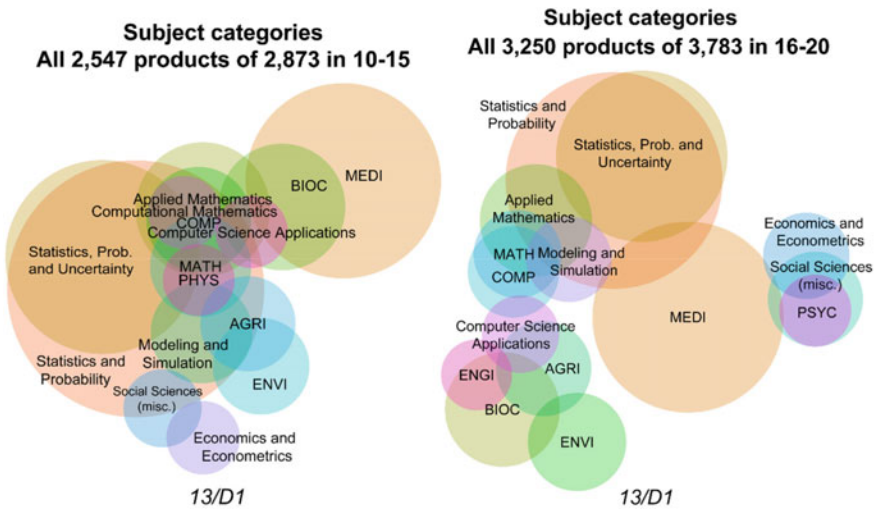 Subject categories
All 2,547 products of 2,873 in 10-15
MEDI
BIOC
Applied Mathematics
Computational Mathematics
COMP
Computer Science Applications
Statistics, Prob.
and Uncertainty
MATH
PHYS
AGRI
Modeling and
Simulation
Statistics and
Probability
ENVI
Social Sciences
(misc.)
Economics and
Econometrics
13/D1
Subject categories
All 3,250 products of 3,783 in 16-20
Statistics and
Probability
Statistics, Prob. and
Uncertainty
Applied
Mathematics
Economics and
Econometrics
MATH
Modeling and
Simulation
COMP
Social Sciences
(misc.)
PSYC
MEDI
Computer Science
Applications
ENGI
AGRI
BIOC
ENVI
13/D1